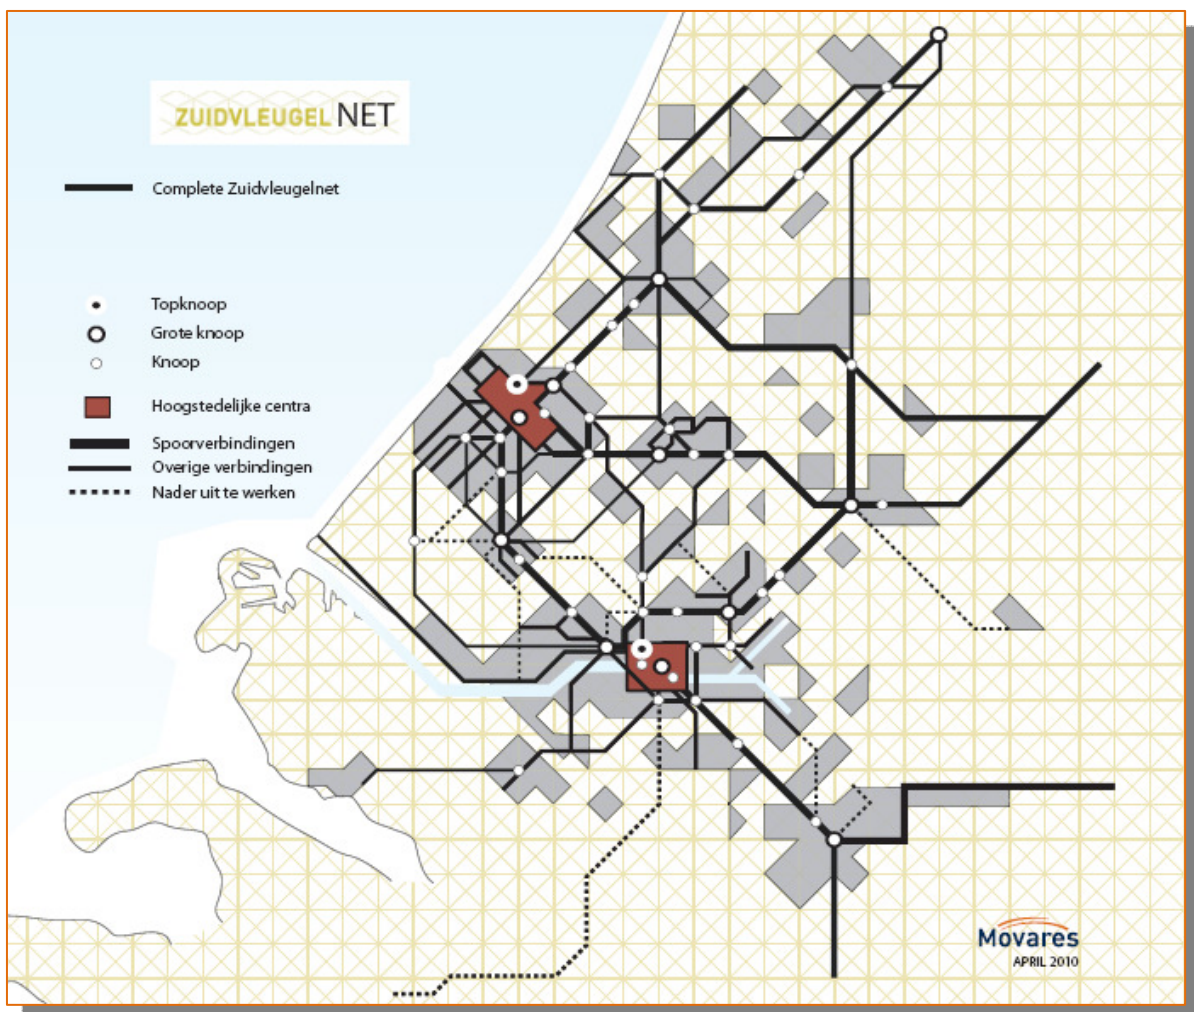 ZUIDVLEUGEL NET
Complete Zuidvleugelnet
Topknoop
Grote knoop
Knoop
Hoogstedelijke centra
Spoorverbindingen
Overige verbindingen
Nader uit te werken
Movares
APRIL 2010